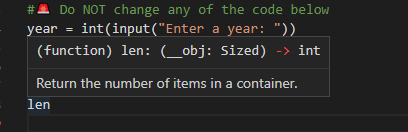 #🚨 Do NOT change any of the code below
year = int(input("Enter a year: "))
(function) len: (__obj: Sized) -> int
Return the number of items in a container.
len